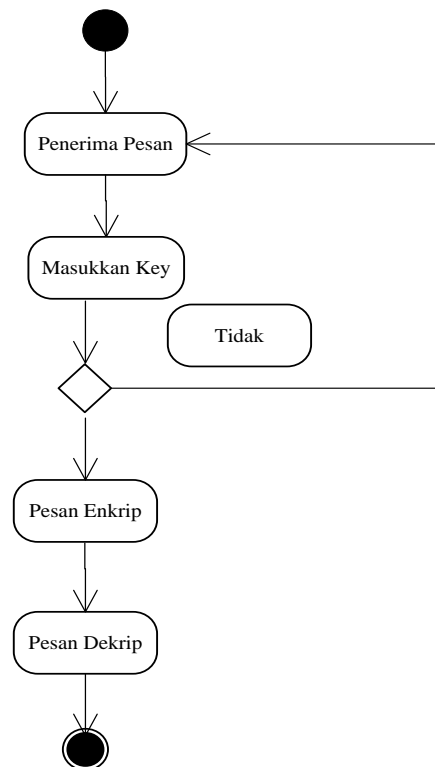 Penerima Pesan
Masukkan Key
Tidak
Pesan Enkrip
Pesan Dekrip